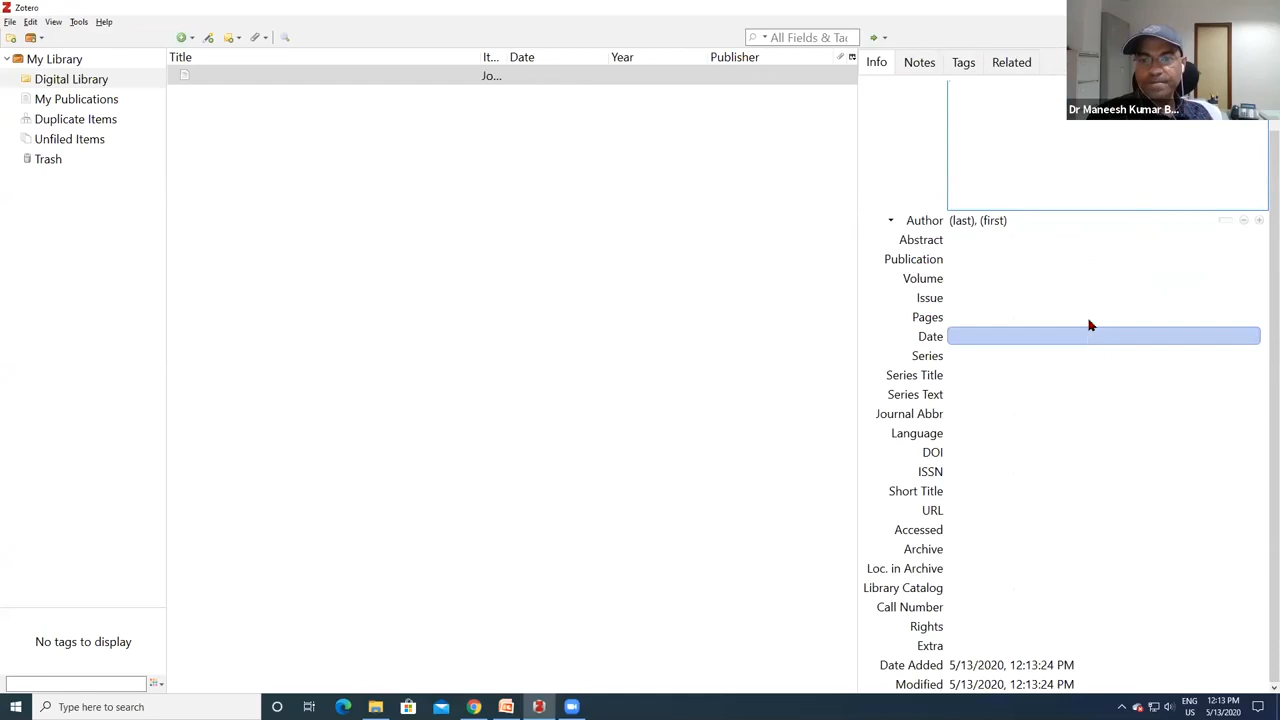 Zotero
File Edit View Tools Help
All Fields & Tag
My Library
Digital Library
My Publications
Duplicate Items
Unfiled Items
Trash
No tags to display
Title It... Date Year Publisher
Jo...
Info Notes Tags Related
Dr Maneesh Kumar B...
Author (last), (first)
Abstract
Publication
Volume
Issue
Pages
Date
Series
Series Title
Series Text
Journal Abbr
Language
DOI
ISSN
Short Title
URL
Accessed
Archive
Loc. in Archive
Library Catalog
Call Number
Rights
Extra
Date Added 5/13/2020, 12:13:24 PM
Modified 5/13/2020, 12:13:24 PM
Type here to search
ENG
US
12:13 PM
5/13/2020